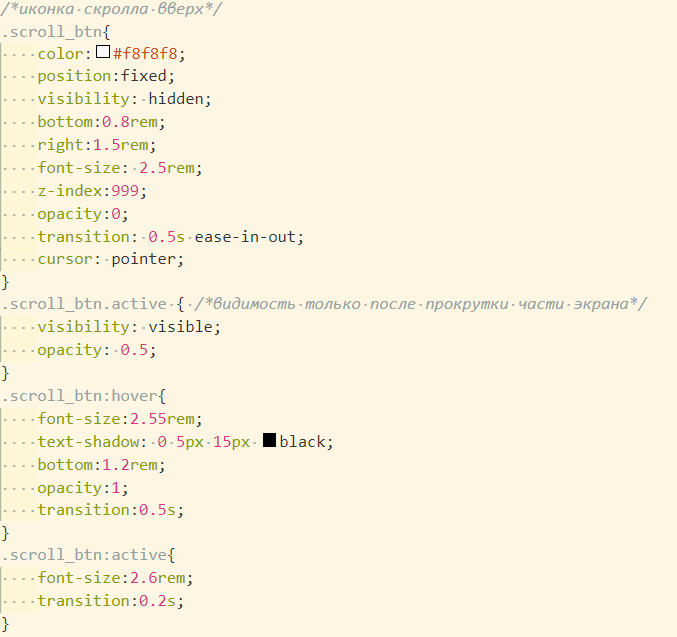 /*иконка скролла вверх*/
.scroll_btn{
    color:#f8f8f8;
    position:fixed;
    visibility: hidden;
    bottom:0.8rem;
    right:1.5rem;
    font-size: 2.5rem;
    z-index:999;
    opacity:0;
    transition: 0.5s ease-in-out;
    cursor: pointer;
}
.scroll_btn.active { /*видимость только после прокрутки части экрана*/
    visibility: visible;
    opacity: 0.5;
}
.scroll_btn:hover{
    font-size:2.55rem;
    text-shadow: 0 5px 15px black;
    bottom:1.2rem;
    opacity:1;
    transition:0.5s;
}
.scroll_btn:active{
    font-size:2.6rem;
    transition:0.2s;
}